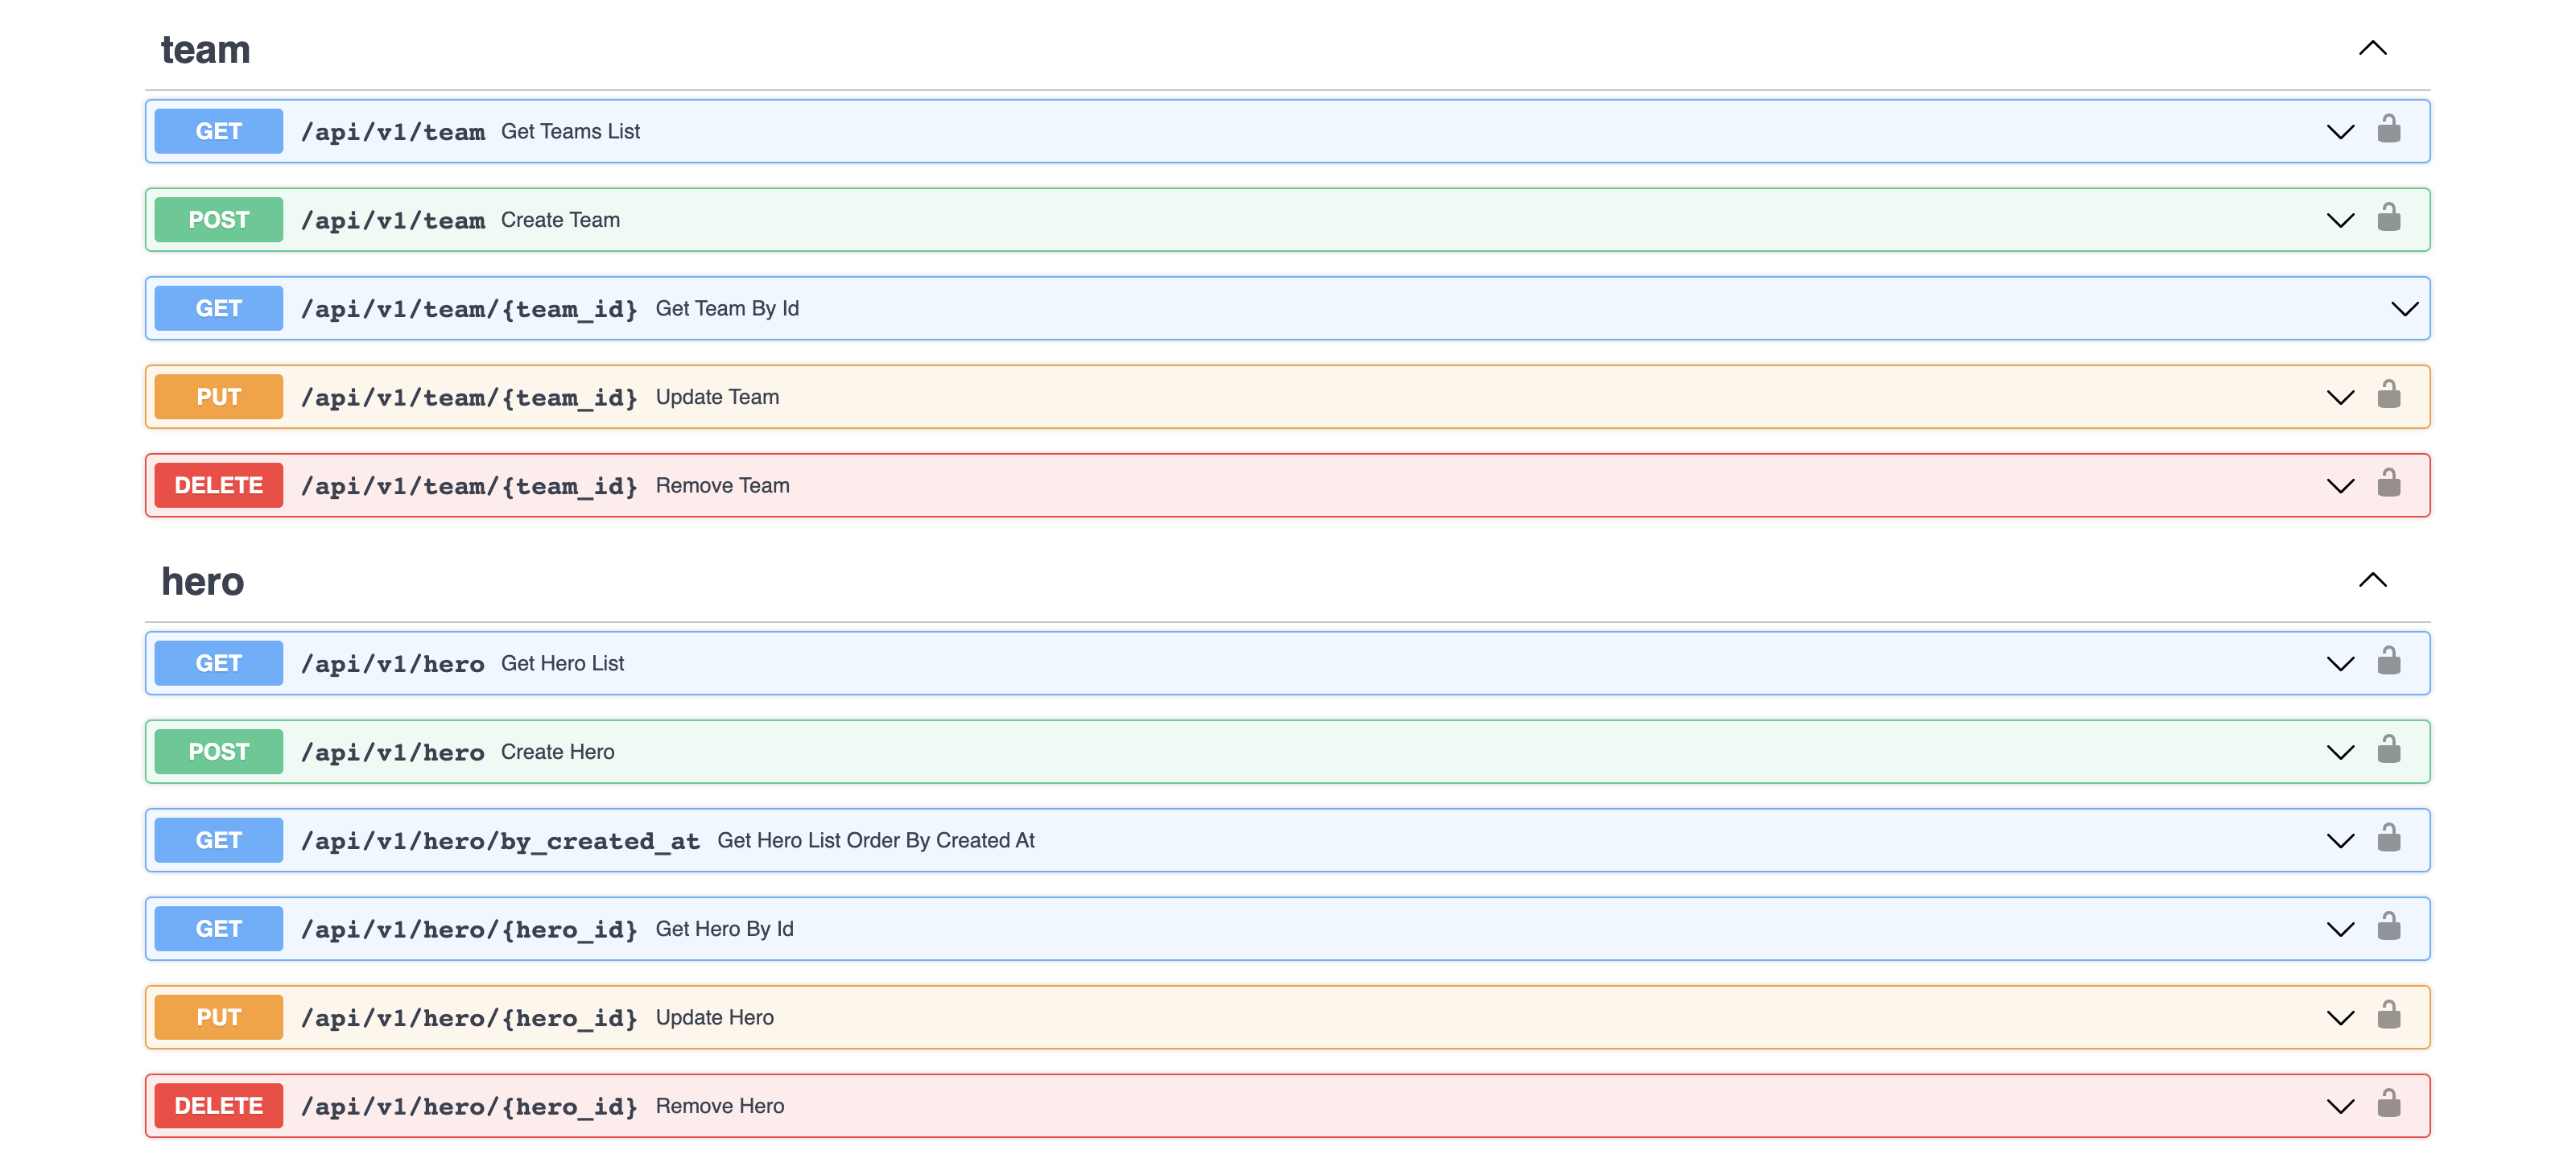 team
GET /api/v1/team Get Teams List
POST /api/v1/team Create Team
GET /api/v1/team/{team_id} Get Team By Id
PUT /api/v1/team/{team_id} Update Team
DELETE /api/v1/team/{team_id} Remove Team
hero
GET /api/v1/hero Get Hero List
POST /api/v1/hero Create Hero
GET /api/v1/hero/by_created_at Get Hero List Order By Created At
GET /api/v1/hero/{hero_id} Get Hero By Id
PUT /api/v1/hero/{hero_id} Update Hero
DELETE /api/v1/hero/{hero_id} Remove Hero